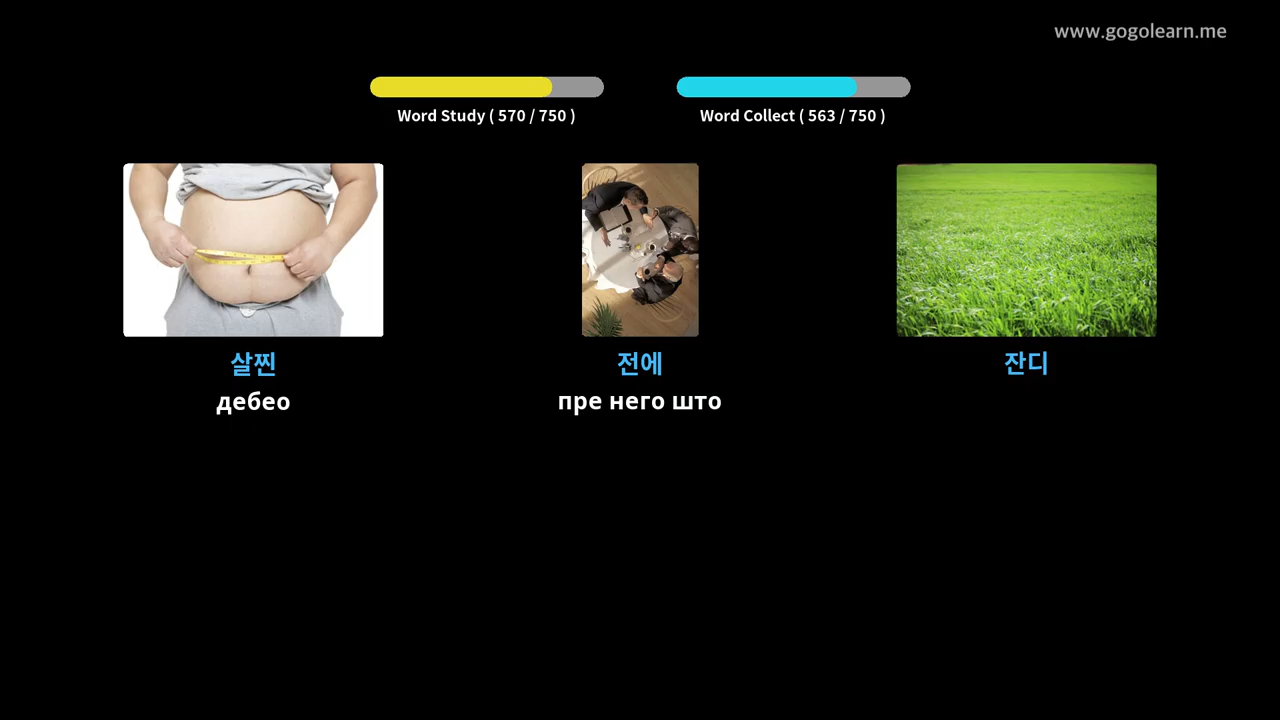 www.gogolearn.me
Word Study ( 570 / 750 )
Word Collect ( 563 / 750 )
살찐
전에
잔디
дебео
пре него што